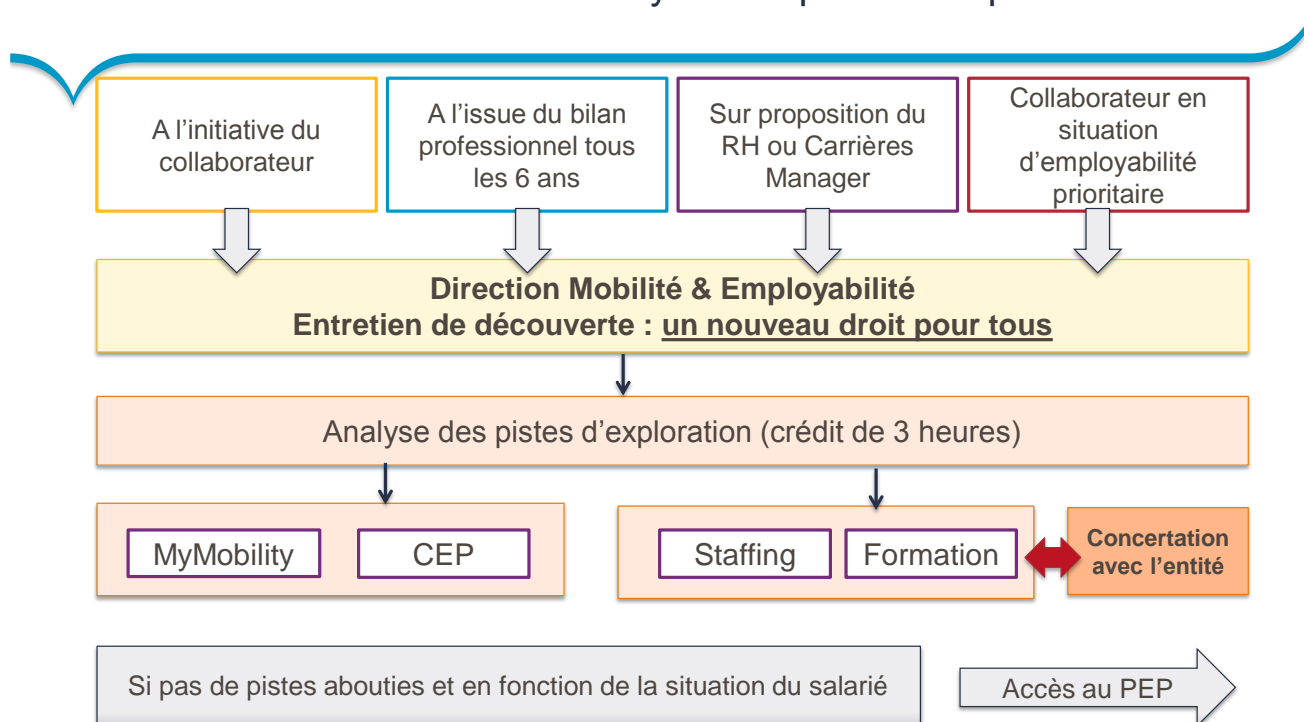 A l’initiative du
collaborateur
A l’issue du bilan
professionnel tous
les 6 ans
Sur proposition du
RH ou Carrières
Manager
Collaborateur en
situation
d’employabilité
prioritaire
Direction Mobilité & Employabilité
Entretien de découverte : un nouveau droit pour tous
Analyse des pistes d’exploration (crédit de 3 heures)
MyMobility
CEP
Staffing
Formation
Concertation
avec l’entité
Si pas de pistes abouties et en fonction de la situation du salarié
Accès au PEP